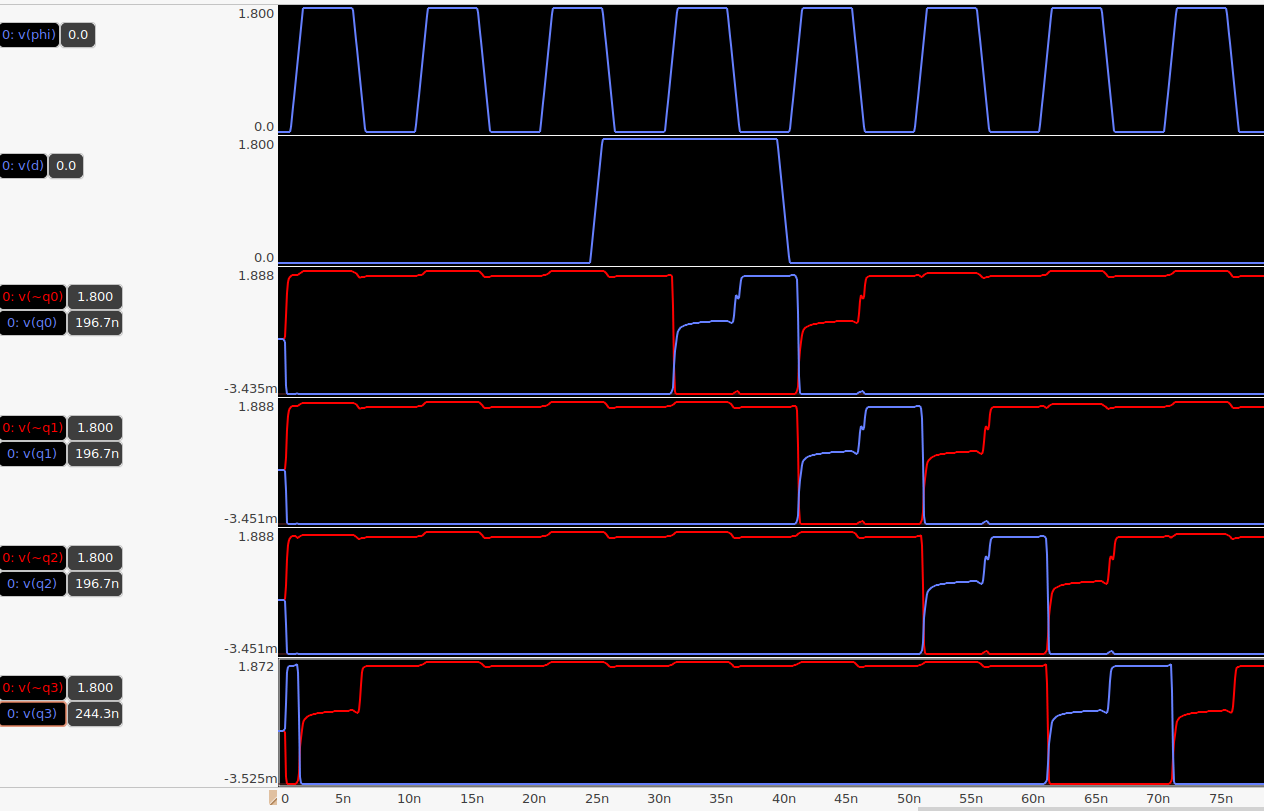 1.800
0: v(phi) 0.0
0.0
1.800
0: v(d) 0.0
0.0
1.888
0: v(~q0) 1.800
0: v(q0) 196.7n
-3.435m
1.888
0: v(~q1) 1.800
0: v(q1) 196.7n
-3.451m
1.888
0: v(~q2) 1.800
0: v(q2) 196.7n
-3.451m
1.872
0: v(~q3) 1.800
0: v(q3) 244.3n
-3.525m
0 5n 10n 15n 20n 25n 30n 35n 40n 45n 50n 55n 60n 65n 70n 75n